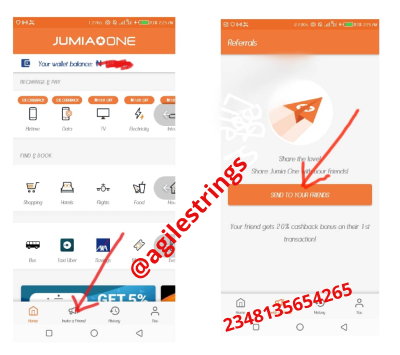 JUMIA ONE
Your wallet balance: ₦
RECHARGE & PAY
Airtime
Data
TV
Electricity
FIND & BOOK
Shopping
Hotels
Flights
Food
Bus
Taxi Uber
GET 5%
Home
Invite a friend
History
You
Referrals
Share the love!
Share Jumia One with your friends!
SEND TO YOUR FRIENDS
Your friend gets 20% cashback bonus on their 1st
transaction!
Home
History
You
@agilestrings
2348135654265